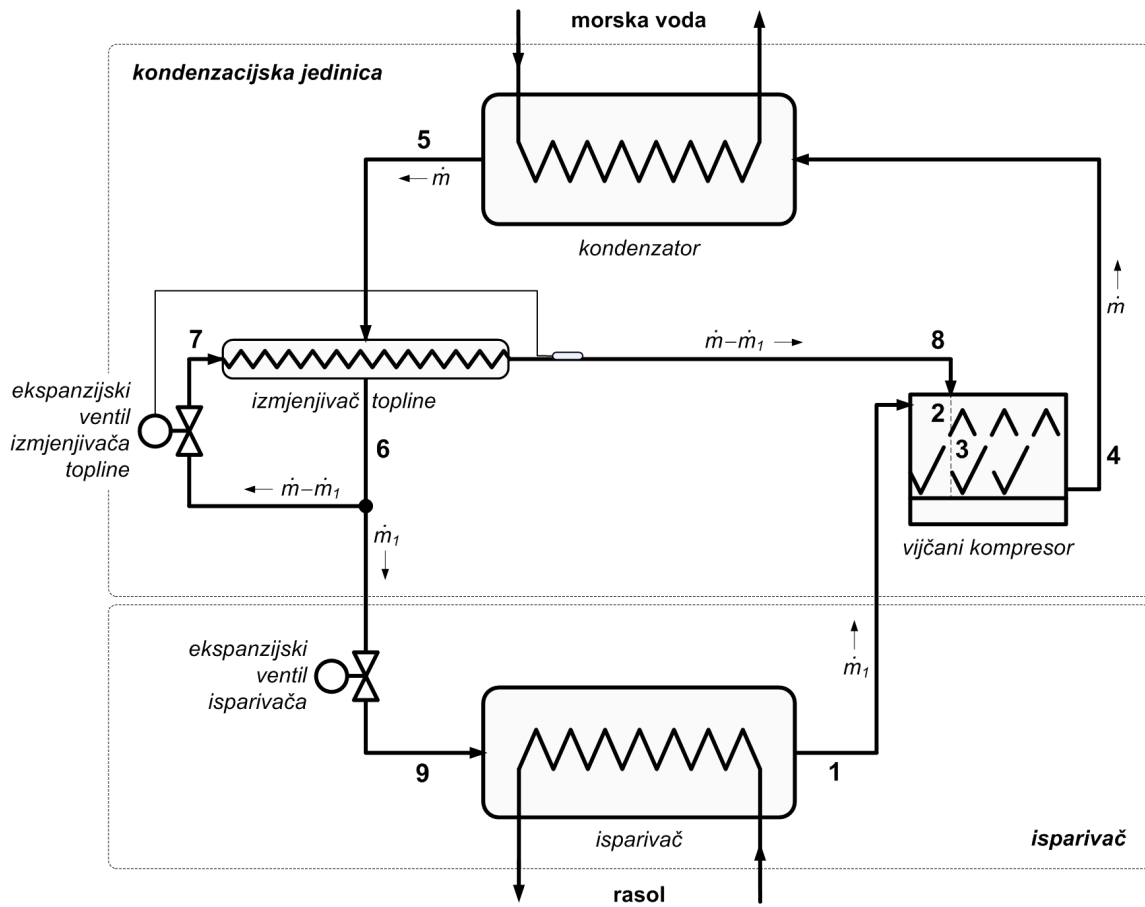 morska voda
kondenzacijska jedinica
5
ṁ
kondenzator
ṁ
7
ṁ−ṁ₁
8
ekspanzijski
ventil
izmjenjivača
topline
izmjenjivač topline
2
3
6
4
ṁ−ṁ₁
ṁ₁
vijčani kompresor
ekspanzijski
ventil
isparivača
ṁ₁
9
1
isparivač
isparivač
rasol